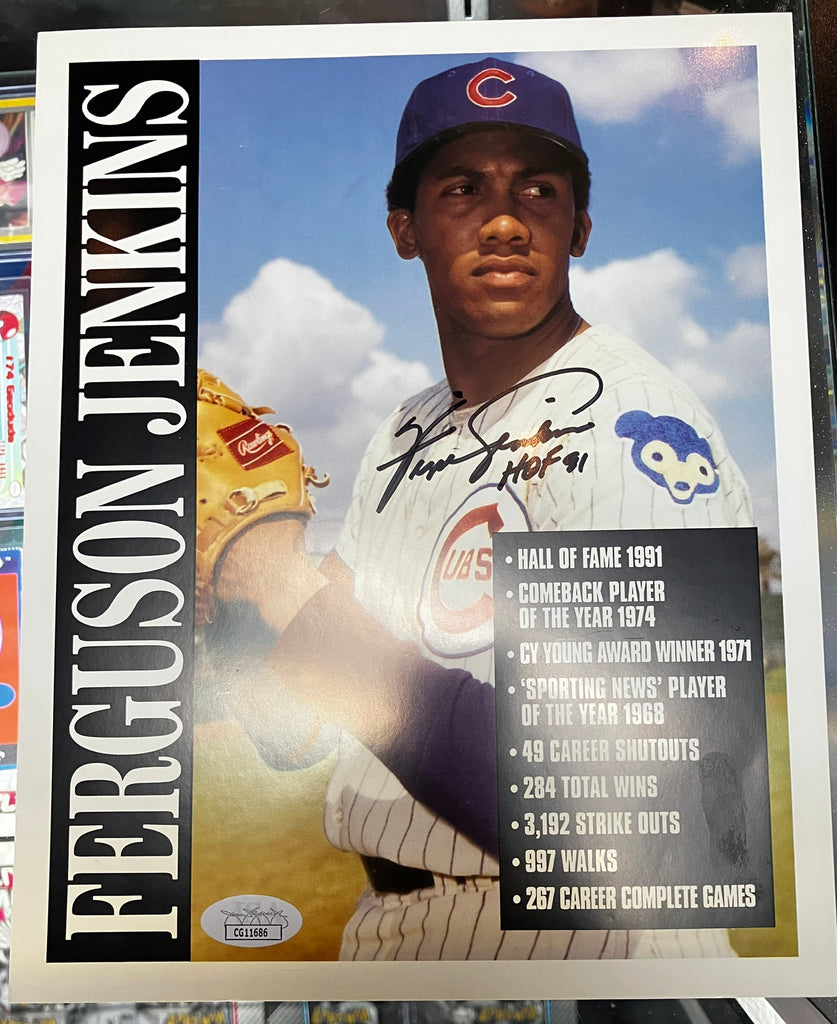 FERGUSON JENKINS
C
Rawlings
Fergie Jenkins
HOF 91
CUBS
• HALL OF FAME 1991
• COMEBACK PLAYER
OF THE YEAR 1974
• CY YOUNG AWARD WINNER 1971
• 'SPORTING NEWS' PLAYER
OF THE YEAR 1968
• 49 CAREER SHUTOUTS
• 284 TOTAL WINS
• 3,192 STRIKE OUTS
• 997 WALKS
• 267 CAREER COMPLETE GAMES
CG11686